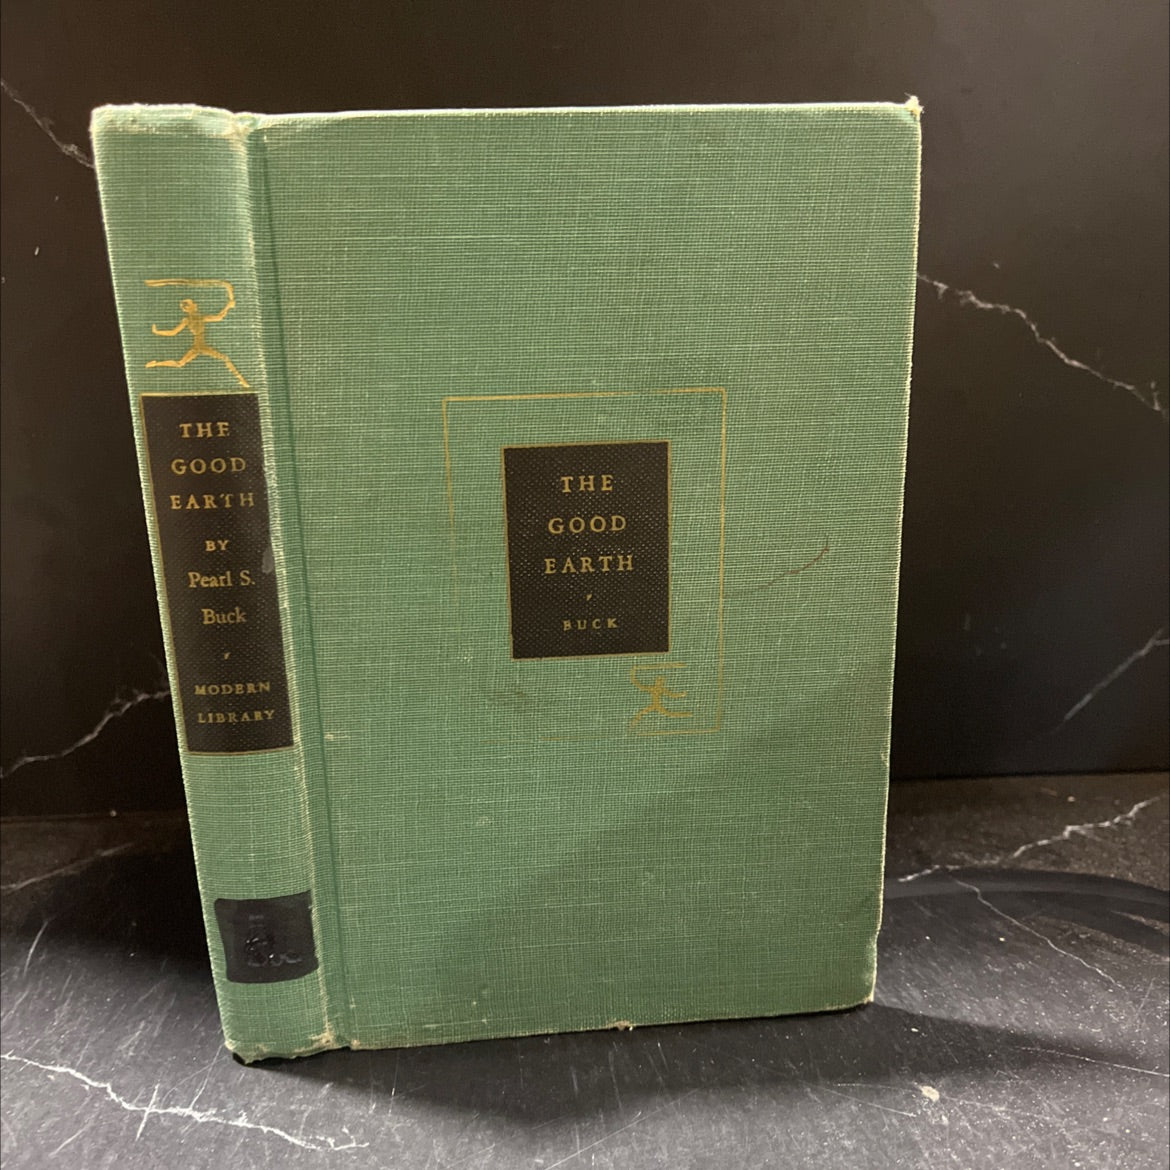 THE
GOOD
EARTH
BY
Pearl S.
Buck
MODERN
LIBRARY
THE
GOOD
EARTH
BUCK